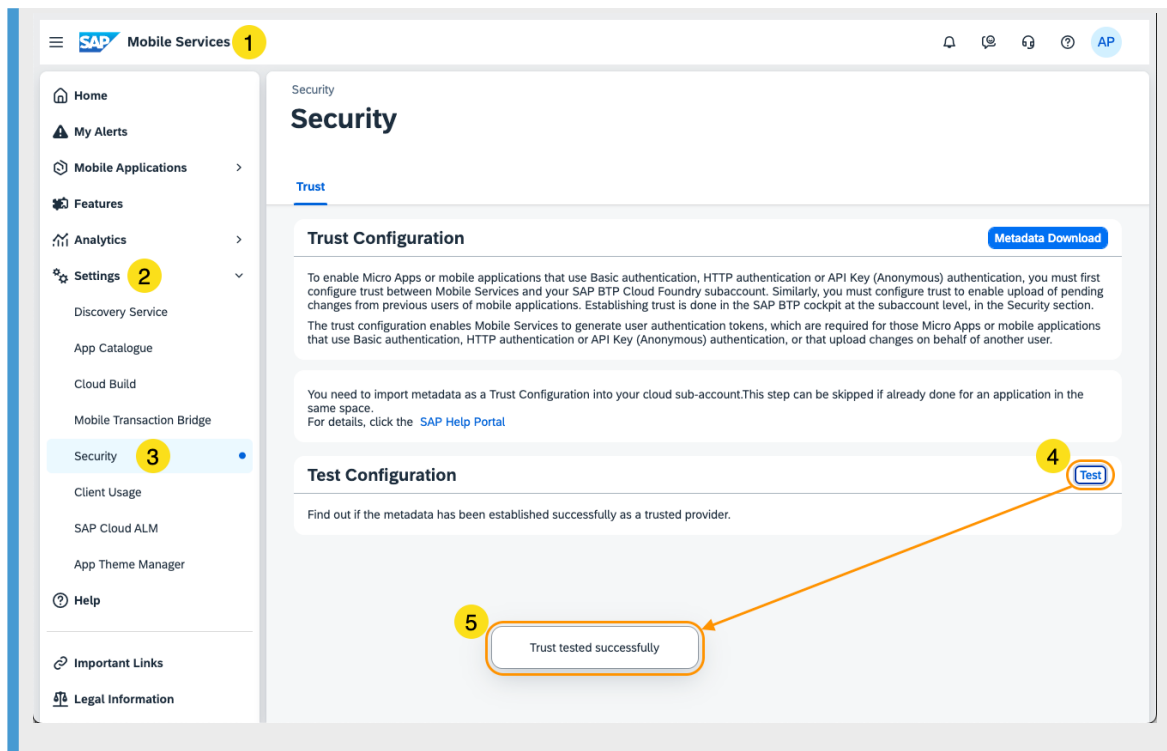 SAP Mobile Services 1
AP
Home
My Alerts
Mobile Applications
Features
Analytics
Settings 2
Discovery Service
App Catalogue
Cloud Build
Mobile Transaction Bridge
Security 3
Client Usage
SAP Cloud ALM
App Theme Manager
Help
Important Links
Legal Information
Security
Security
Trust
Trust Configuration
Metadata Download
To enable Micro Apps or mobile applications that use Basic authentication, HTTP authentication or API Key (Anonymous) authentication, you must first
configure trust between Mobile Services and your SAP BTP Cloud Foundry subaccount. Similarly, you must configure trust to enable upload of pending
changes from previous users of mobile applications. Establishing trust is done in the SAP BTP cockpit at the subaccount level, in the Security section.
The trust configuration enables Mobile Services to generate user authentication tokens, which are required for those Micro Apps or mobile applications
that use Basic authentication, HTTP authentication or API Key (Anonymous) authentication, or that upload changes on behalf of another user.
You need to import metadata as a Trust Configuration into your cloud sub-account.This step can be skipped if already done for an application in the
same space.
For details, click the SAP Help Portal
Test Configuration
4
Test
Find out if the metadata has been established successfully as a trusted provider.
5
Trust tested successfully